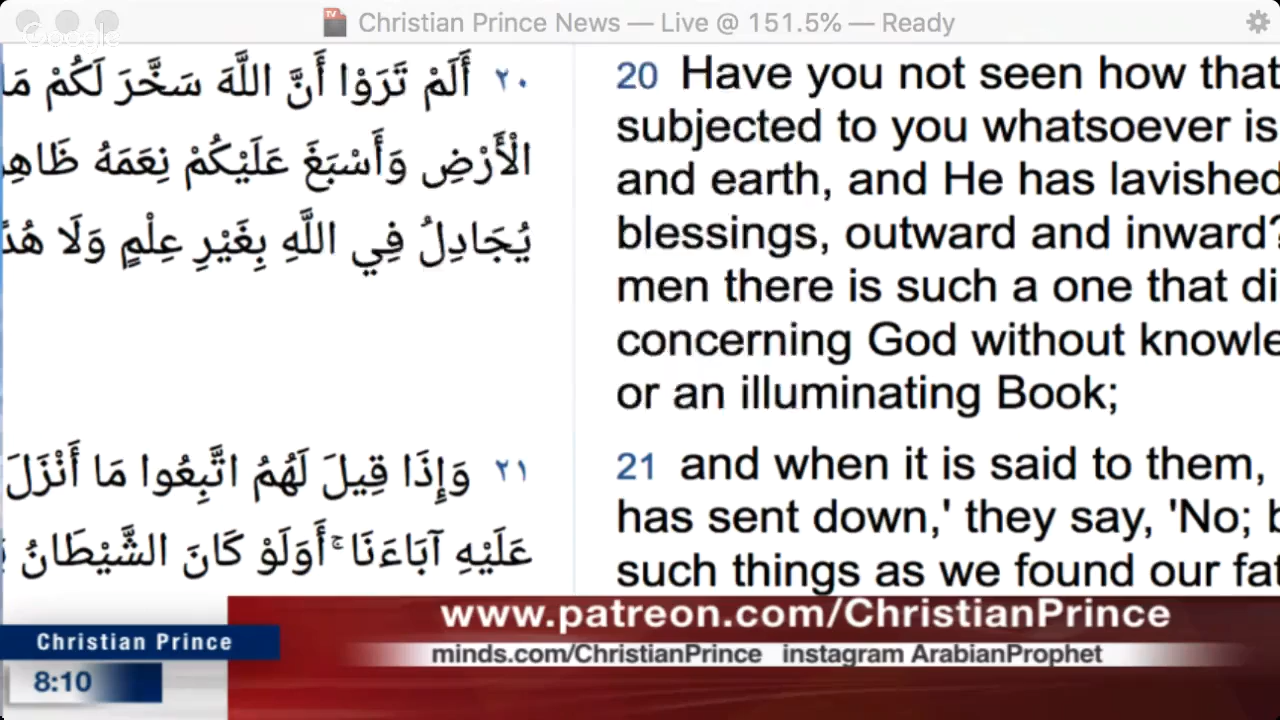 Christian Prince News — Live @ 151.5% — Ready
Google
٢٠ أَلَمْ تَرَوْا أَنَّ اللَّهَ سَخَّرَ لَكُمْ مَا
الْأَرْضِ وَأَسْبَغَ عَلَيْكُمْ نِعَمَهُ
يُجَادِلُ فِي اللَّهِ بِغَيْرِ عِلْمٍ وَلَا
20 Have you not seen how that
subjected to you whatsoever is
and earth, and He has lavished
blessings, outward and inward?
men there is such a one that
concerning God without
or an illuminating Book;
٢١ وَإِذَا قِيلَ لَهُمُ اتَّبِعُوا مَا أَنْزَلَ
عَلَيْهِ آبَاءَنَا ۚ أَوَلَوْ كَانَ الشَّيْطَانُ
21 and when it is said to them,
has sent down,' they say, 'No;
such things as we found our
www.patreon.com/ChristianPrince
Christian Prince
minds.com/ChristianPrince instagram ArabianProphet
8:10